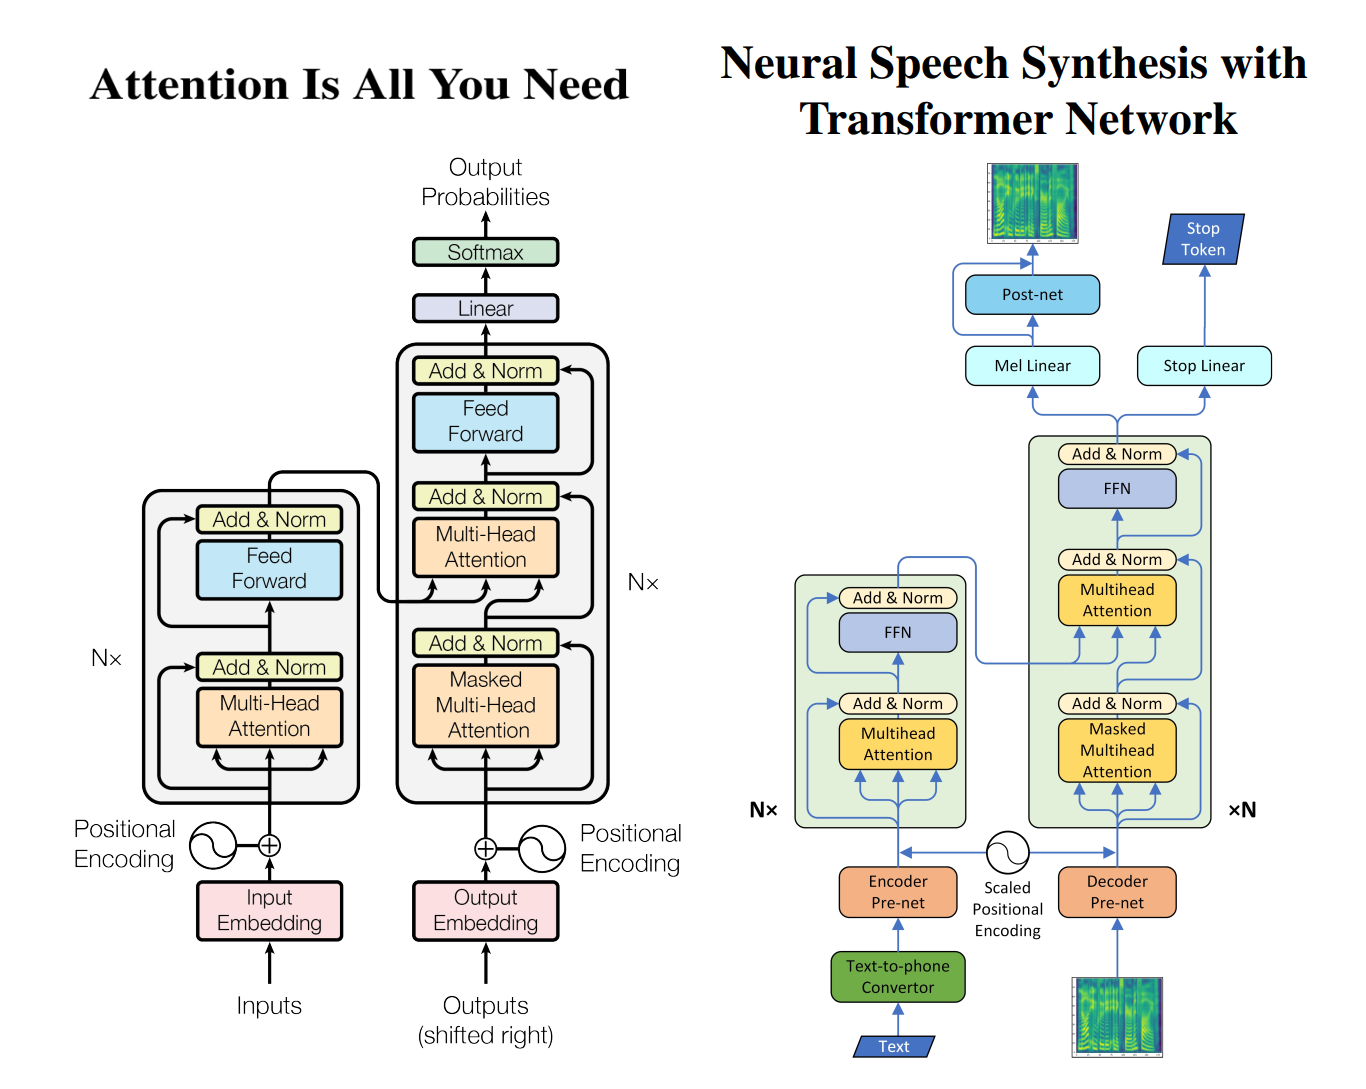 Attention Is All You Need
Output
Probabilities
Softmax
Linear
Add & Norm
Feed
Forward
Add & Norm
Multi-Head
Attention
Add & Norm
Masked
Multi-Head
Attention
N×
Add & Norm
Feed
Forward
Add & Norm
Multi-Head
Attention
N×
Positional
Encoding
Positional
Encoding
Input
Embedding
Output
Embedding
Inputs
Outputs
(shifted right)
Neural Speech Synthesis with
Transformer Network
Stop
Token
Post-net
Mel Linear
Stop Linear
Add & Norm
FFN
Add & Norm
Multihead
Attention
Add & Norm
Masked
Multihead
Attention
×N
Add & Norm
FFN
Add & Norm
Multihead
Attention
N×
Encoder
Pre-net
Scaled
Positional
Encoding
Decoder
Pre-net
Text-to-phone
Convertor
Text